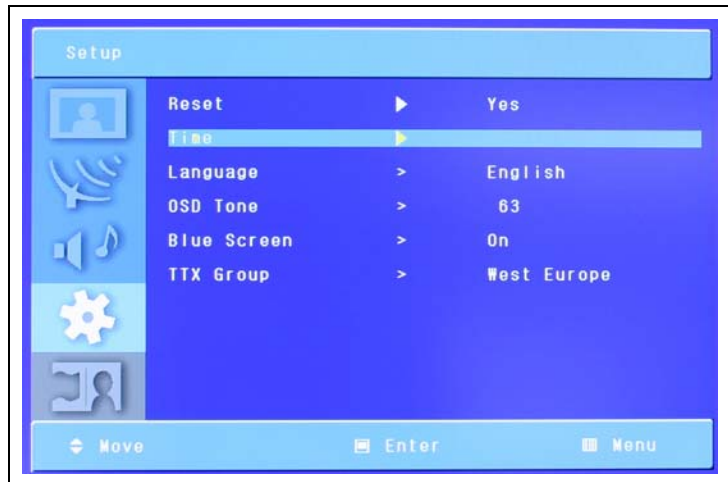 Setup
Reset ▶ Yes
Time ▶
Language > English
OSD Tone > 63
Blue Screen > On
TTX Group > West Europe
Move Enter Menu